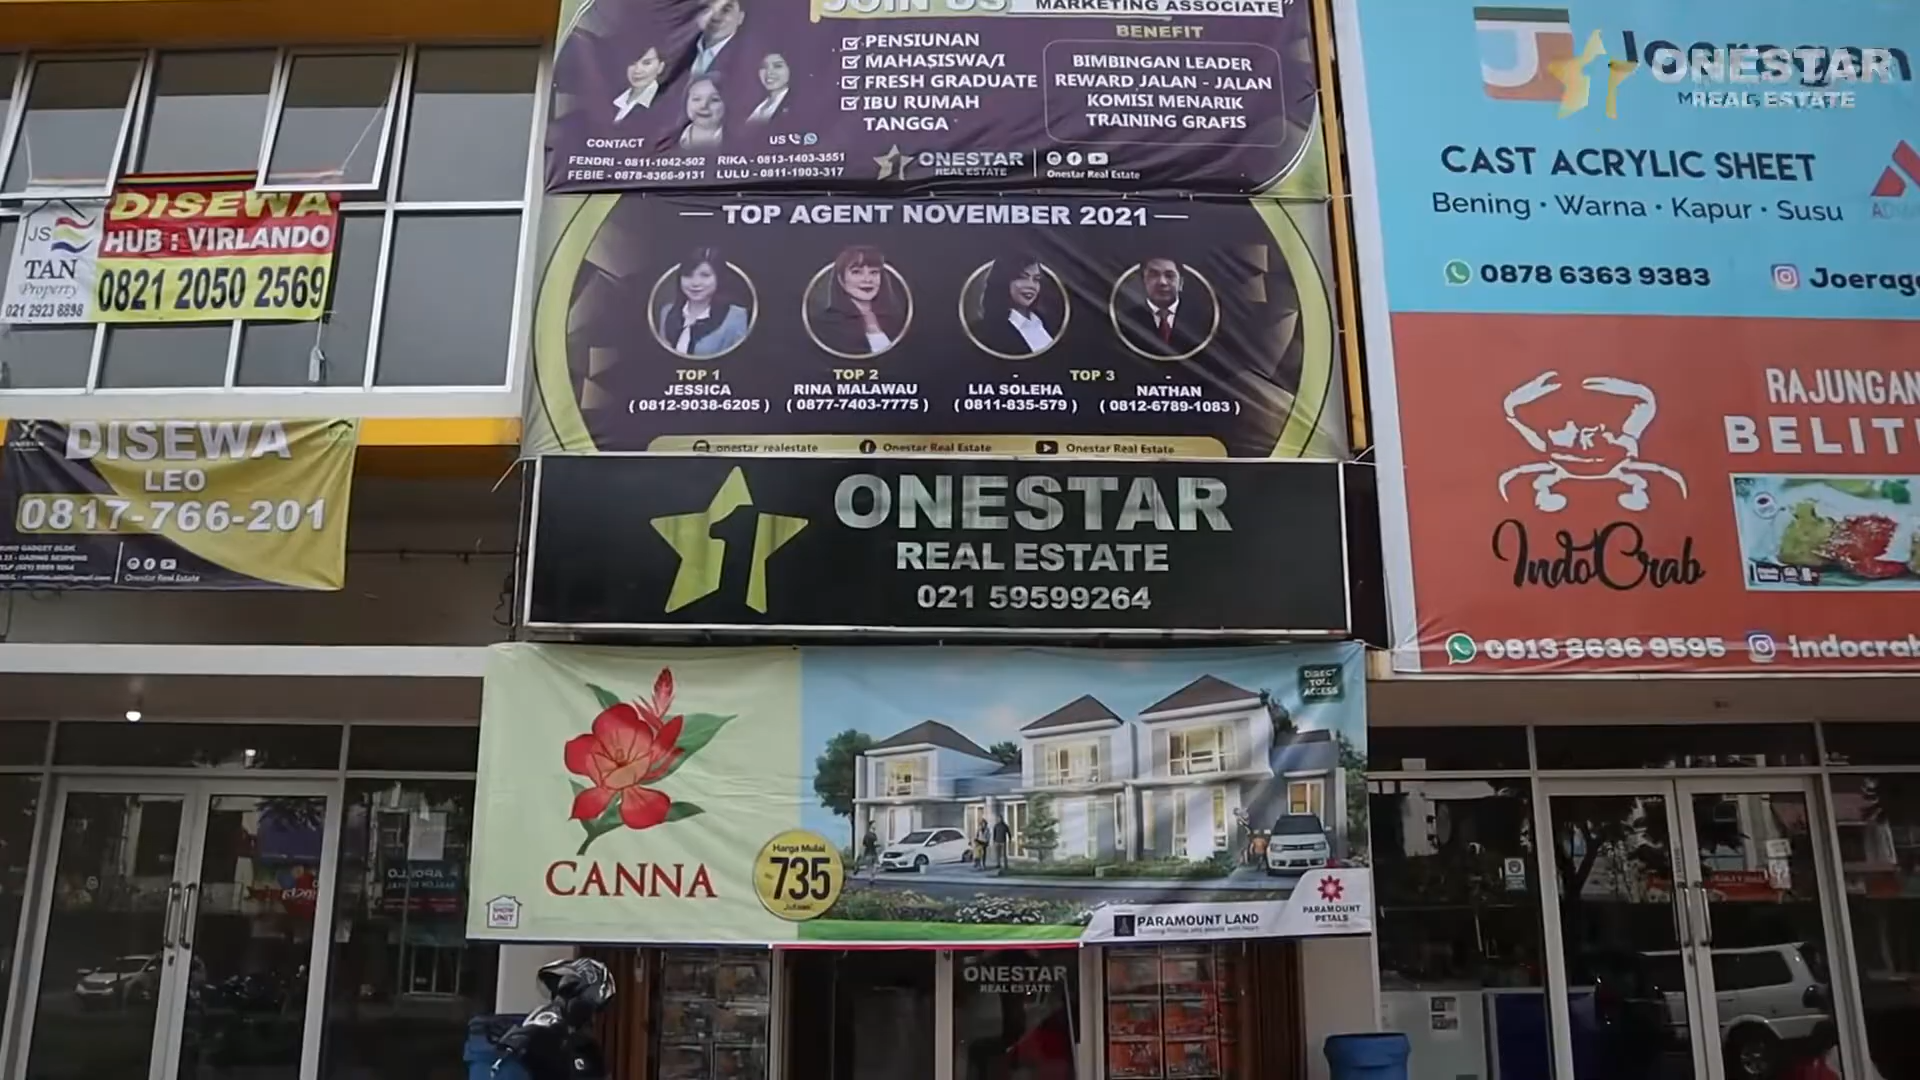 JOIN US
MARKETING ASSOCIATE"
PENSIUNAN
MAHASISWA/I
FRESH GRADUATE
IBU RUMAH
TANGGA
BENEFIT
BIMBINGAN LEADER
REWARD JALAN - JALAN
KOMISI MENARIK
TRAINING GRAFIS
CONTACT US
FENDRI - 0811-1042-502 RIKA - 0813-1403-3551
FEBIE - 0878-8366-9131 LULU - 0811-1903-317
ONESTAR
REAL ESTATE
Onestar Real Estate
TOP AGENT NOVEMBER 2021
TOP 1
JESSICA
( 0812-9038-6205 )
TOP 2
RINA MALAWAU
( 0877-7403-7775 )
TOP 3
LIA SOLEHA
( 0811-835-579 )
NATHAN
( 0812-6789-1083 )
onestar_realestate Onestar Real Estate Onestar Real Estate
1 ONESTAR
REAL ESTATE
021 59599264
CANNA
SHOW
UNIT
Harga Mulai
735
DIRECT
TOLL
ACCESS
PARAMOUNT LAND
PARAMOUNT
PETALS
ONESTAR
REAL ESTATE
DISEWA
HUB : VIRLANDO
0821 2050 2569
JS
TAN
Property
021 2923 8898
DISEWA
LEO
0817-766-201
Onestar Real Estate
ONESTAR
REAL ESTATE
CAST ACRYLIC SHEET
Bening · Warna · Kapur · Susu
0878 6363 9383
RAJUNGAN
IndoCrab
0813 8636 9595